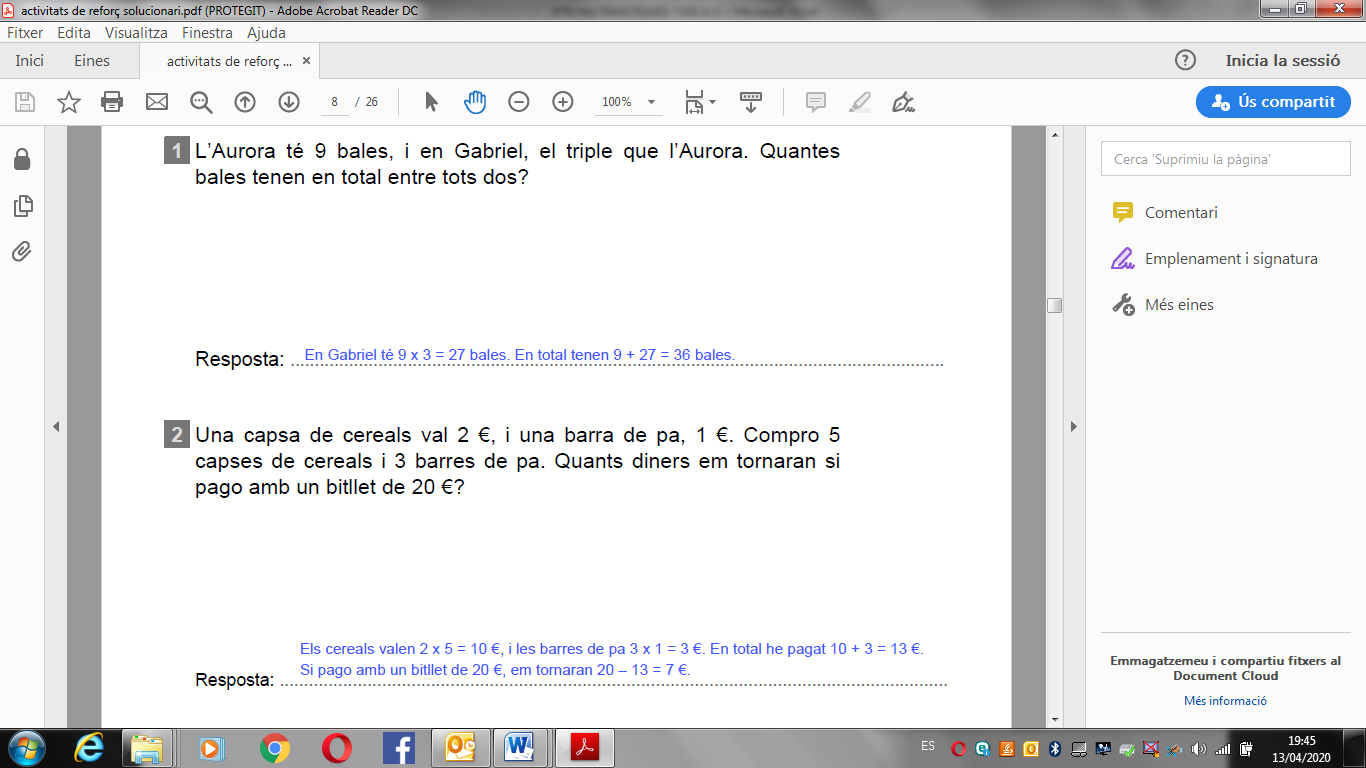 activitats de reforç solucionari.pdf (PROTEGIT) - Adobe Acrobat Reader DC
Fitxer Edita Visualitza Finestra Ajuda
Inici Eines activitats de reforç ... × ? Inicia la sessió
8 / 26 100% Ús compartit
1 L’Aurora té 9 bales, i en Gabriel, el triple que l’Aurora. Quantes
bales tenen en total entre tots dos?
Resposta: En Gabriel té 9 x 3 = 27 bales. En total tenen 9 + 27 = 36 bales.
2 Una capsa de cereals val 2 €, i una barra de pa, 1 €. Compro 5
capses de cereals i 3 barres de pa. Quants diners em tornaran si
pago amb un bitllet de 20 €?
Els cereals valen 2 x 5 = 10 €, i les barres de pa 3 x 1 = 3 €. En total he pagat 10 + 3 = 13 €.
Si pago amb un bitllet de 20 €, em tornaran 20 – 13 = 7 €.
Resposta:
Cerca 'Suprimiu la pàgina'
Comentari
Emplenament i signatura
Més eines
Emmagatzemeu i compartiu fitxers al
Document Cloud
Més informació
ES
19:45
13/04/2020